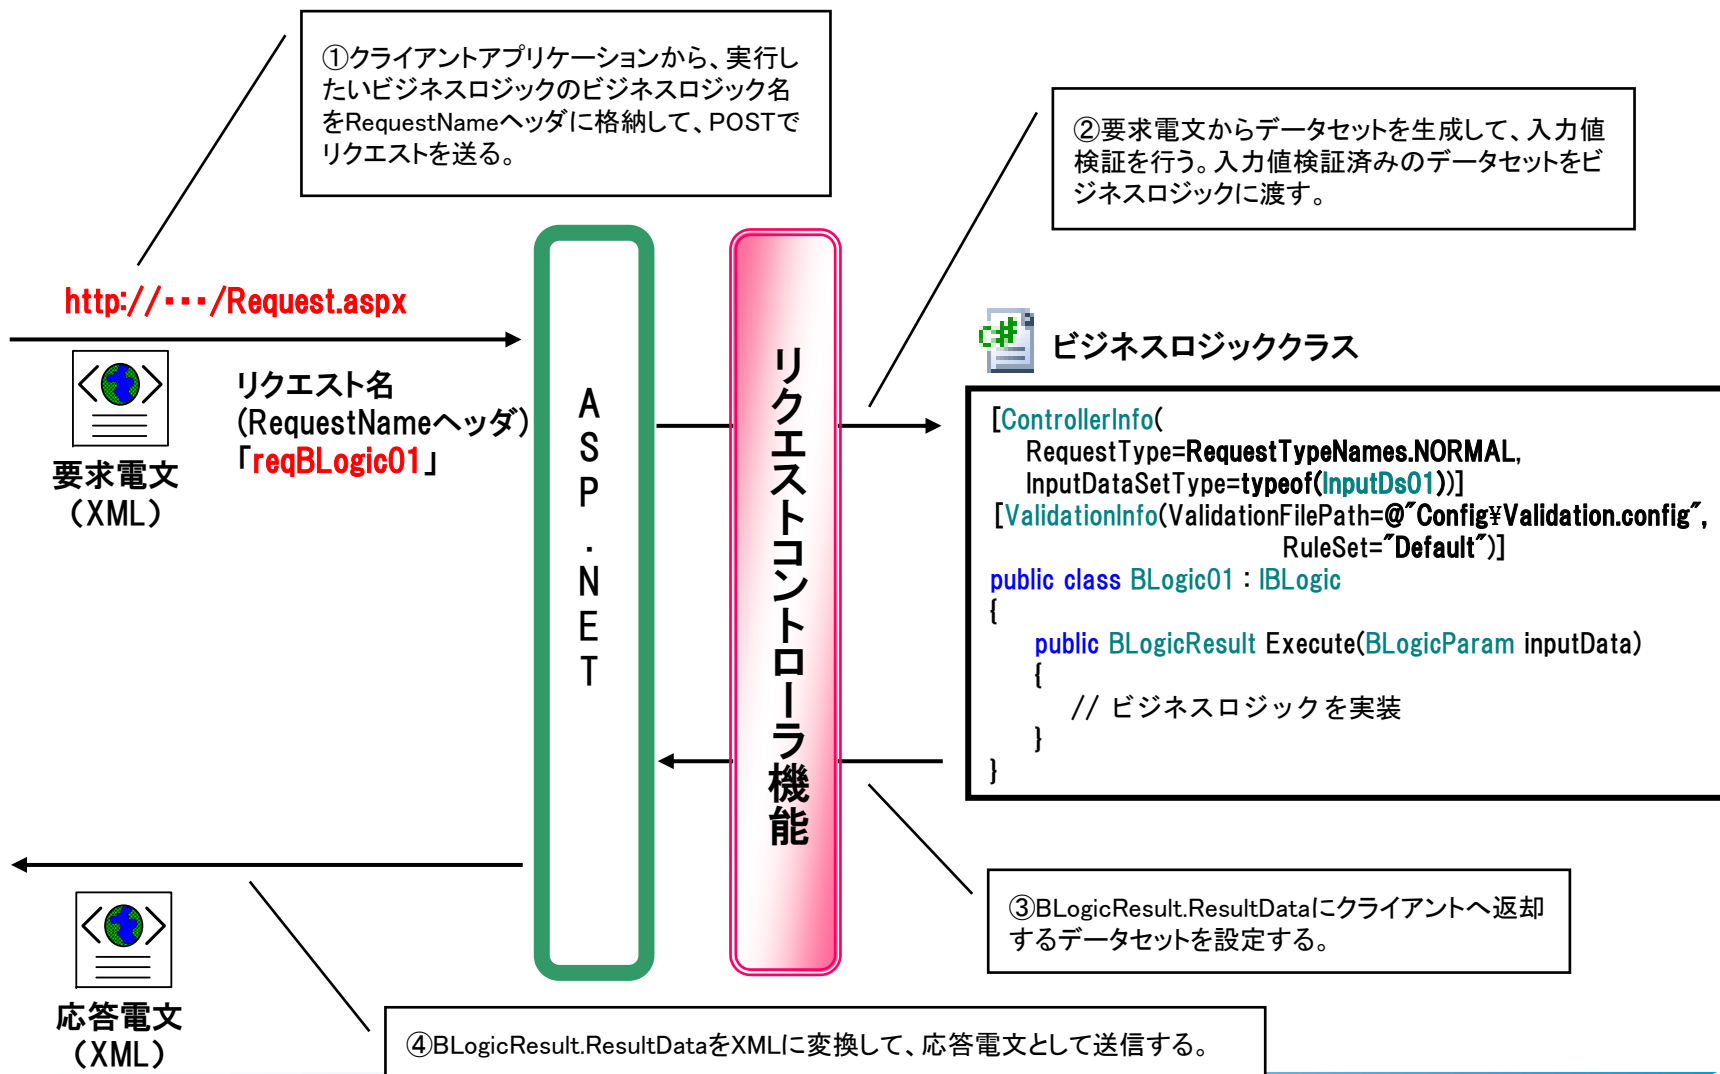 ①クライアントアプリケーションから、実行し
たいビジネスロジックのビジネスロジック名
をRequestNameヘッダに格納して、POSTで
リクエストを送る。
②要求電文からデータセットを生成して、入力値
検証を行う。入力値検証済みのデータセットをビ
ジネスロジックに渡す。
http://・・・/Request.aspx
リクエスト名
(RequestNameヘッダ)
「reqBLogic01」
要求電文
(XML)
ASP.NET
リクエストコントローラ機能
C#
ビジネスロジッククラス
[ControllerInfo(
RequestType=RequestTypeNames.NORMAL,
InputDataSetType=typeof(InputDs01))]
[ValidationInfo(ValidationFilePath=@"Config¥Validation.config",
RuleSet="Default")]
public class BLogic01 : IBLogic
{
public BLogicResult Execute(BLogicParam inputData)
{
// ビジネスロジックを実装
}
}
③BLogicResult.ResultDataにクライアントへ返却
するデータセットを設定する。
応答電文
(XML)
④BLogicResult.ResultDataをXMLに変換して、応答電文として送信する。